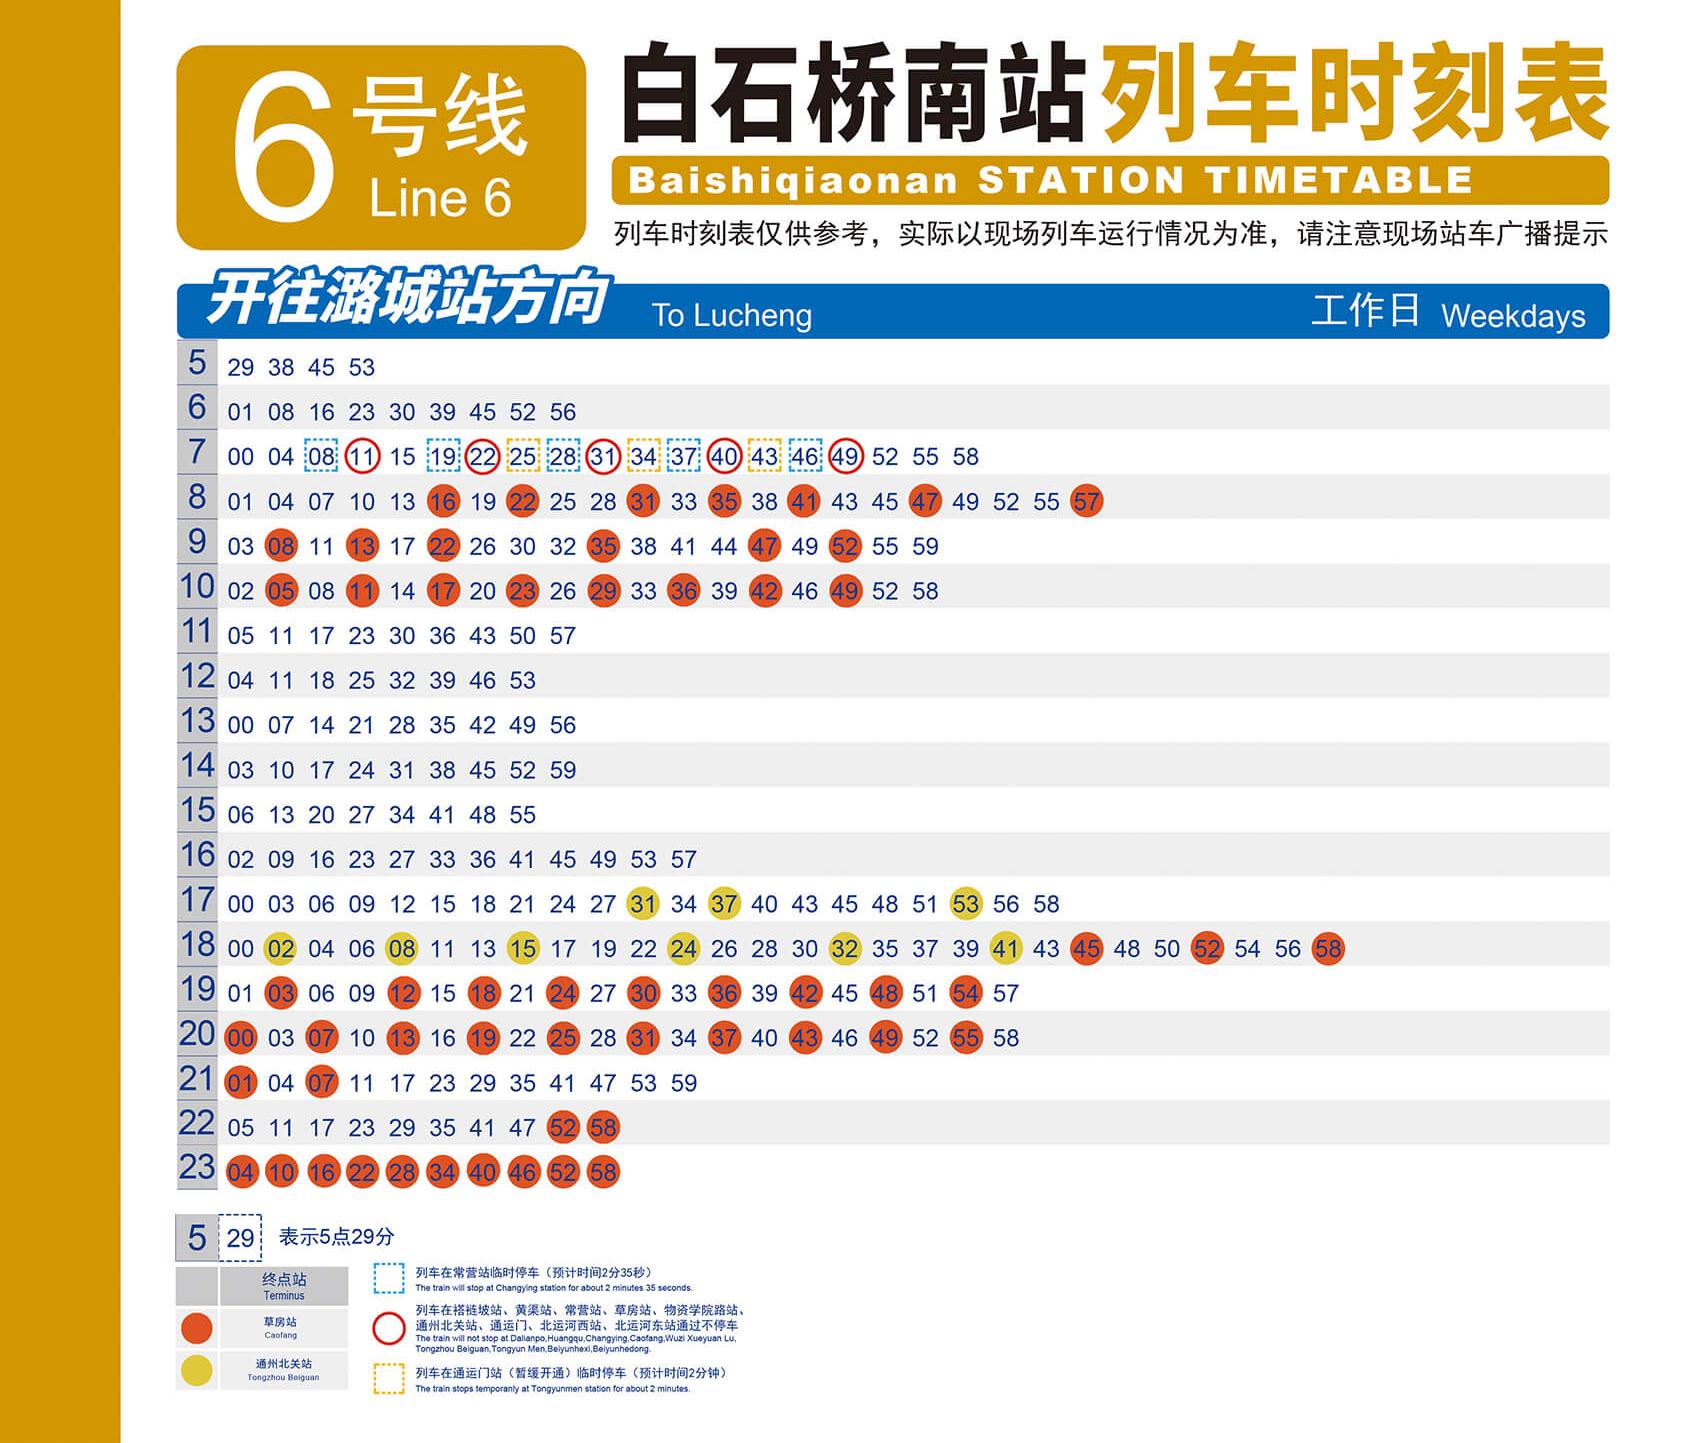 6号线
Line 6
白石桥南站列车时刻表
Baishiqiaonan STATION TIMETABLE
列车时刻表仅供参考，实际以现场列车运行情况为准，请注意现场站车广播提示
开往潞城站方向 To Lucheng 工作日 Weekdays
5 29 38 45 53
6 01 08 16 23 30 39 45 52 56
7 00 04 08 11 15 19 22 25 28 31 34 37 40 43 46 49 52 55 58
8 01 04 07 10 13 16 19 22 25 28 31 33 35 38 41 43 45 47 49 52 55 57
9 03 08 11 13 17 22 26 30 32 35 38 41 44 47 49 52 55 59
10 02 05 08 11 14 17 20 23 26 29 33 36 39 42 46 49 52 58
11 05 11 17 23 30 36 43 50 57
12 04 11 18 25 32 39 46 53
13 00 07 14 21 28 35 42 49 56
14 03 10 17 24 31 38 45 52 59
15 06 13 20 27 34 41 48 55
16 02 09 16 23 27 33 36 41 45 49 53 57
17 00 03 06 09 12 15 18 21 24 27 31 34 37 40 43 45 48 51 53 56 58
18 00 02 04 06 08 11 13 15 17 19 22 24 26 28 30 32 35 37 39 41 43 45 48 50 52 54 56 58
19 01 03 06 09 12 15 18 21 24 27 30 33 36 39 42 45 48 51 54 57
20 00 03 07 10 13 16 19 22 25 28 31 34 37 40 43 46 49 52 55 58
21 01 04 07 11 17 23 29 35 41 47 53 59
22 05 11 17 23 29 35 41 47 52 58
23 04 10 16 22 28 34 40 46 52 58
5 29 表示5点29分
终点站
Terminus
草房站
Caofang
通州北关站
Tongzhou Beiguan
列车在常营站临时停车（预计时间2分35秒）
The train will stop at Changying station for about 2 minutes 35 seconds.
列车在褡裢坡站、黄渠站、常营站、草房站、物资学院路站、
通州北关站、通运门、北运河西站、北运河东站通过不停车
The train will not stop at Dalianpo,Huangqu,Changying,Caofang,Wuzi Xueyuan Lu,
Tongzhou Beiguan,Tongyun Men,Beiyunhexi,Beiyunhedong.
列车在通运门站（暂缓开通）临时停车（预计时间2分钟）
The train stops temporarily at Tongyunmen station for about 2 minutes.